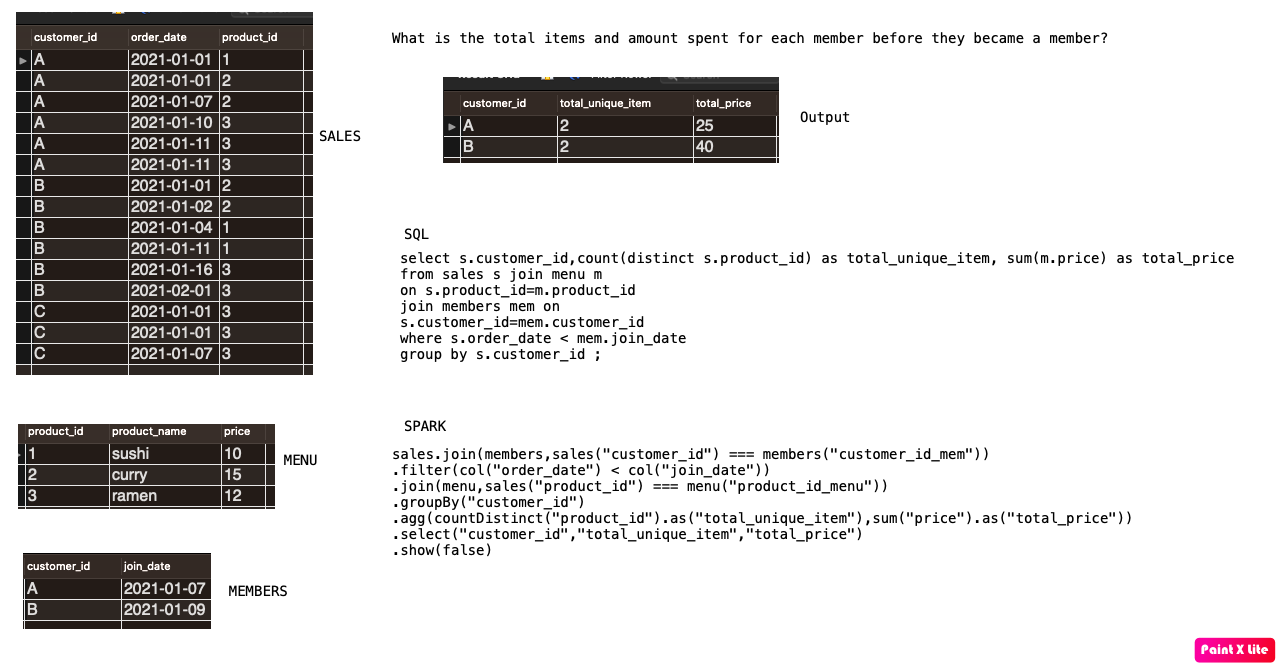 customer_id order_date product_id
A 2021-01-01 1
A 2021-01-01 2
A 2021-01-07 2
A 2021-01-10 3
A 2021-01-11 3
A 2021-01-11 3
B 2021-01-01 2
B 2021-01-02 2
B 2021-01-04 1
B 2021-01-11 1
B 2021-01-16 3
B 2021-02-01 3
C 2021-01-01 3
C 2021-01-01 3
C 2021-01-07 3
SALES
product_id product_name price
1 sushi 10
2 curry 15
3 ramen 12
MENU
customer_id join_date
A 2021-01-07
B 2021-01-09
MEMBERS
What is the total items and amount spent for each member before they became a member?
customer_id total_unique_item total_price
A 2 25
B 2 40
Output
SQL
select s.customer_id,count(distinct s.product_id) as total_unique_item, sum(m.price) as total_price
from sales s join menu m
on s.product_id=m.product_id
join members mem on
s.customer_id=mem.customer_id
where s.order_date < mem.join_date
group by s.customer_id ;
SPARK
sales.join(members,sales("customer_id") === members("customer_id_mem"))
.filter(col("order_date") < col("join_date"))
.join(menu,sales("product_id") === menu("product_id_menu"))
.groupBy("customer_id")
.agg(countDistinct("product_id").as("total_unique_item"),sum("price").as("total_price"))
.select("customer_id","total_unique_item","total_price")
.show(false)
Paint X Lite